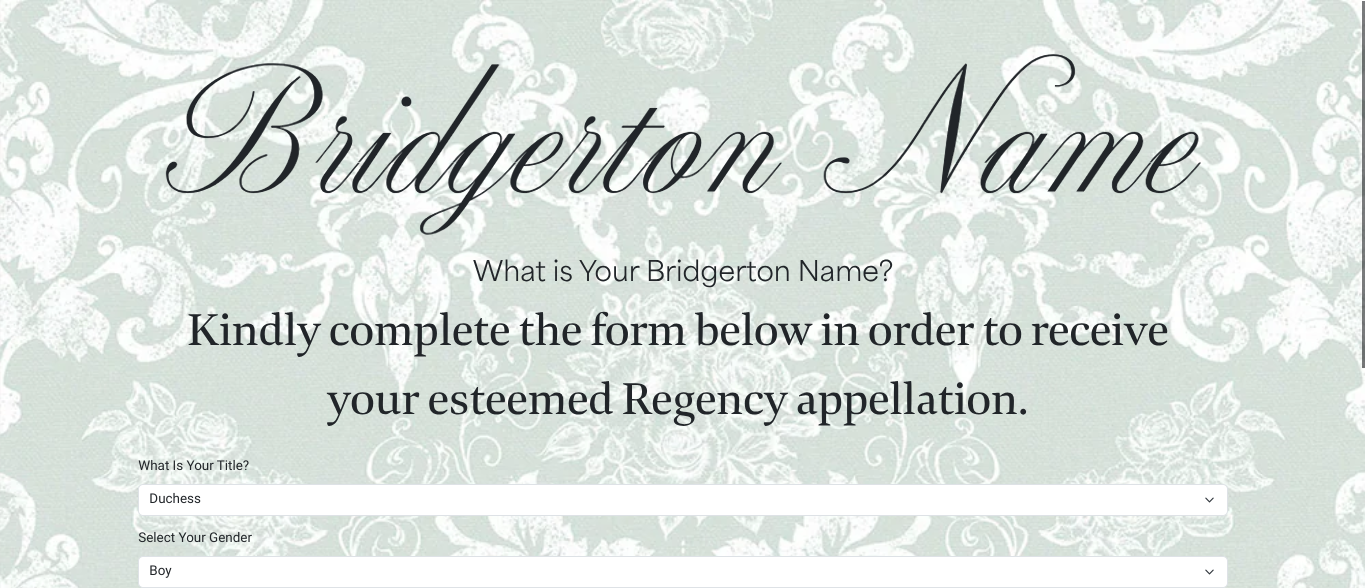 Bridgerton Name
What is Your Bridgerton Name?
Kindly complete the form below in order to receive
your esteemed Regency appellation.
What Is Your Title?
Duchess
Select Your Gender
Boy